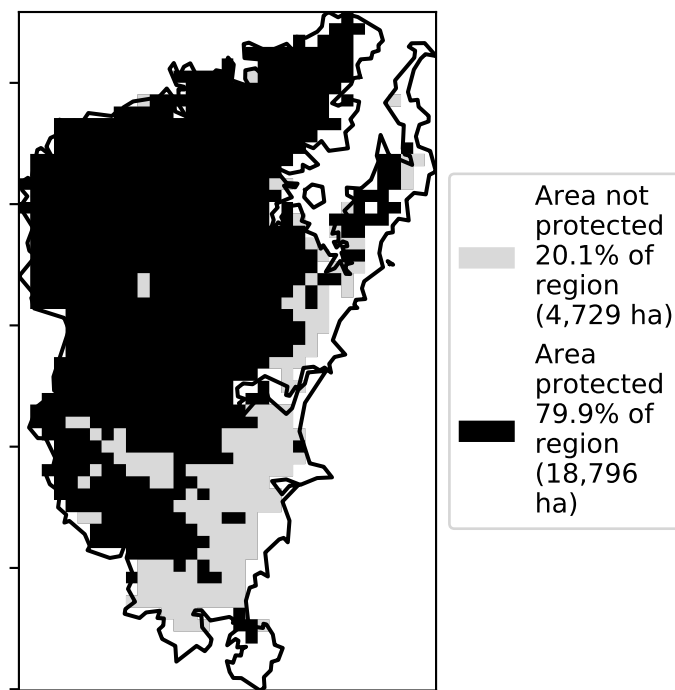 Area not
protected
20.1% of
region
(4,729 ha)
Area
protected
79.9% of
region
(18,796
ha)